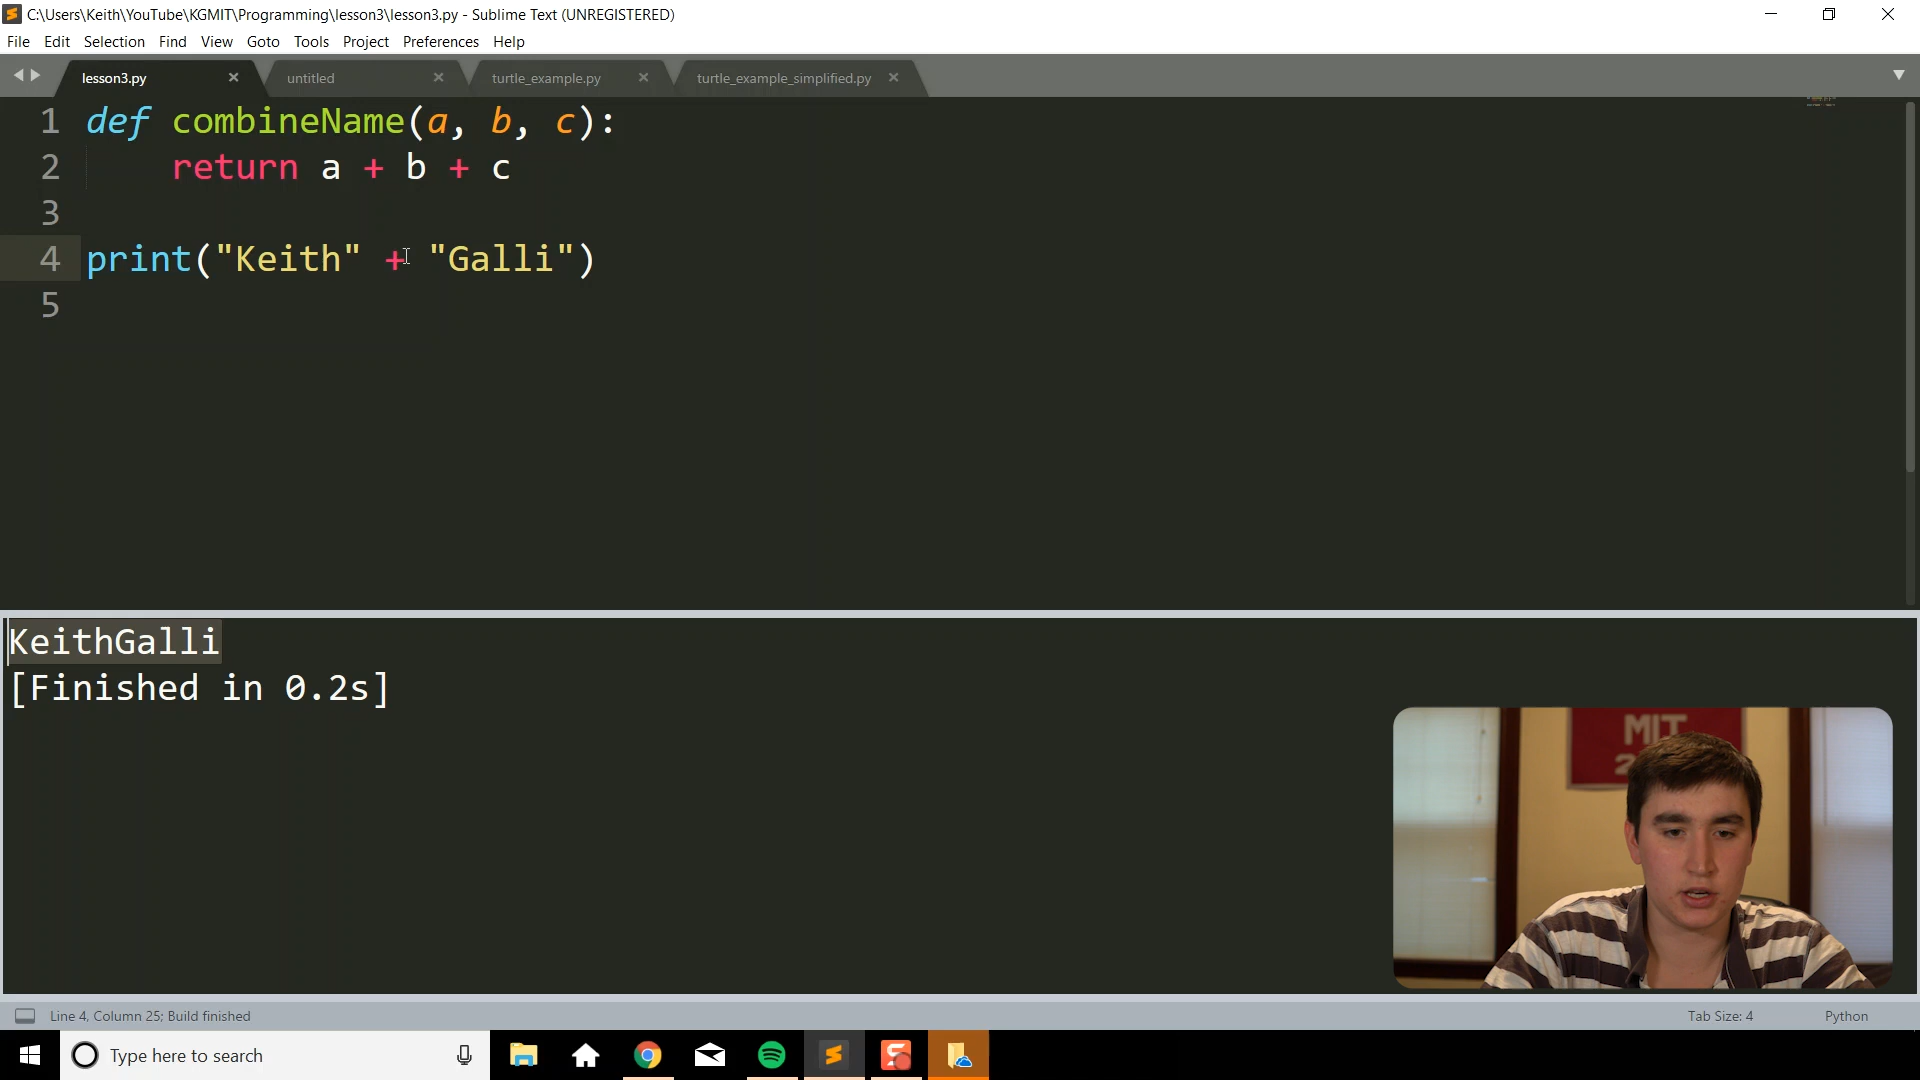 C:\Users\Keith\YouTube\KGMIT\Programming\lesson3\lesson3.py - Sublime Text (UNREGISTERED)
File Edit Selection Find View Goto Tools Project Preferences Help
lesson3.py untitled turtle_example.py turtle_example_simplified.py
1 def combineName(a, b, c):
2 return a + b + c
3
4 print("Keith" + "Galli")
5
KeithGalli
[Finished in 0.2s]
MIT
Line 4, Column 25; Build finished Tab Size: 4 Python
Type here to search